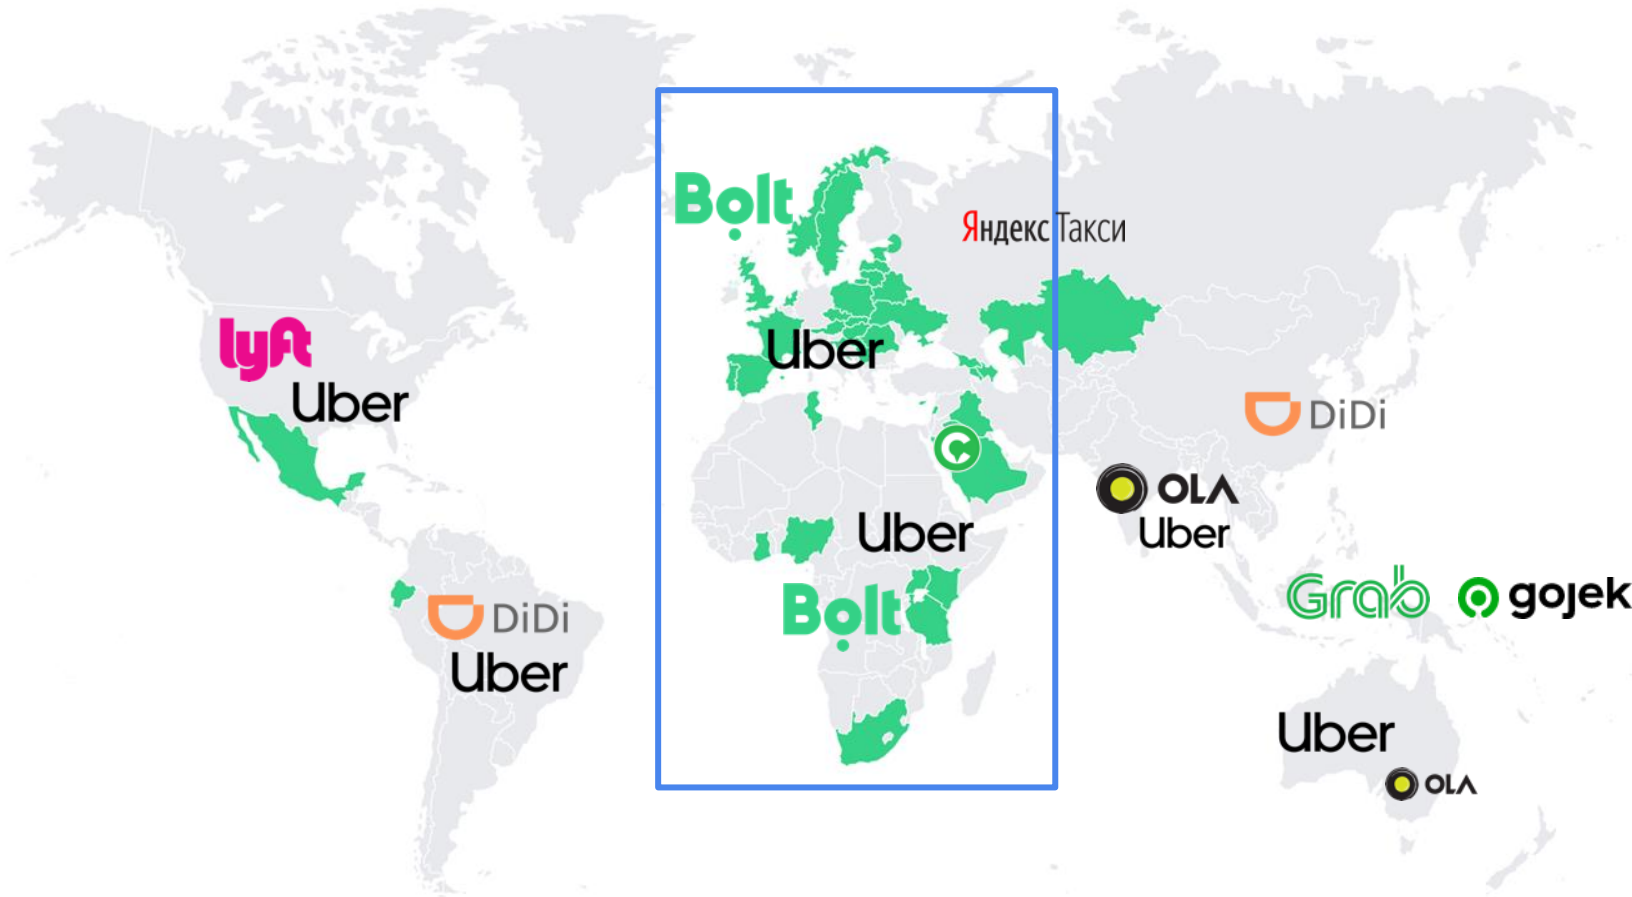 Bolt
Яндекс Такси
lyft
Uber
Uber
DiDi
C
OLA
Uber
Uber
Bolt
Grab
gojek
DiDi
Uber
Uber
OLA